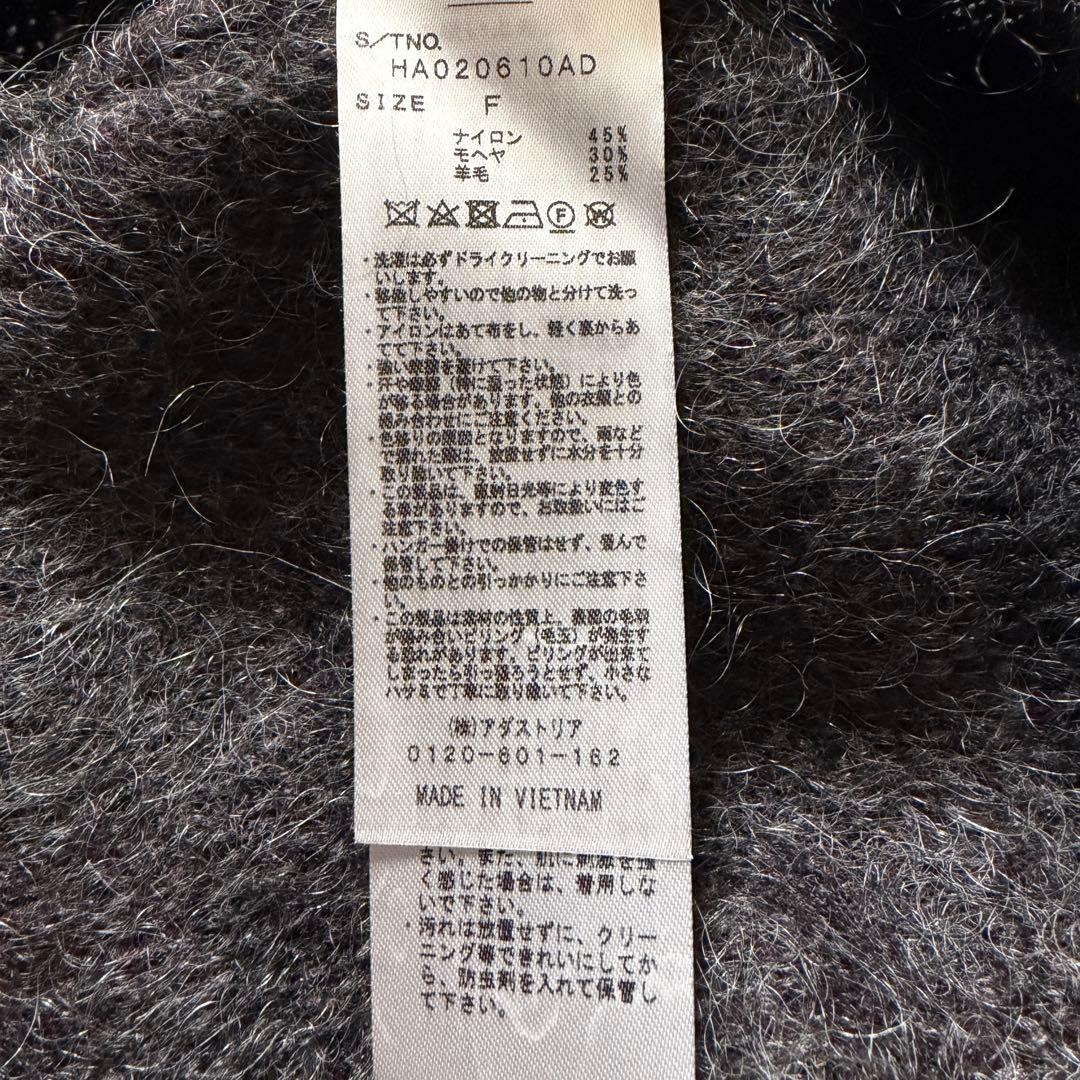 S/TNO.
HA020610AD
SIZE F
ナイロン 45%
モヘヤ 30%
羊毛 25%
F
W
・洗濯は必ずドライクリーニングでお願
いします。
・移染しやすいので他の物と分けて洗っ
て下さい。
・アイロンはあて布をし、軽く裏からあ
てて下さい。
・強い摩擦を避けて下さい。
・汗や摩擦（特に湿った状態）により色
が移る場合があります。他の衣類との
組み合わせにご注意ください。
・色移りの原因となりますので、雨など
で濡れた際は、放置せずに水分を十分
取り除いて下さい。
・この製品は、直射日光等により変色す
る事がありますので、お取扱いにはご
注意下さい。
・ハンガー掛けでの保管はせず、畳んで
保管して下さい。
・他のものとの引っかかりにご注意下さ
い。
・この製品は素材の性質上、表面の毛羽
が絡み合いピリング（毛玉）が発生す
る恐れがあります。ピリングが出来て
しまったら引っ張ろうとせず、小さな
ハサミで丁寧に取り除いて下さい。
（株）アダストリア
0120-601-162
MADE IN VIETNAM
さい。また、肌に刺激を強
く感じた場合は、着用しな
いで下さい。
・汚れは放置せずに、クリー
ニング等できれいにしてか
ら、防虫剤を入れて保管し
て下さい。